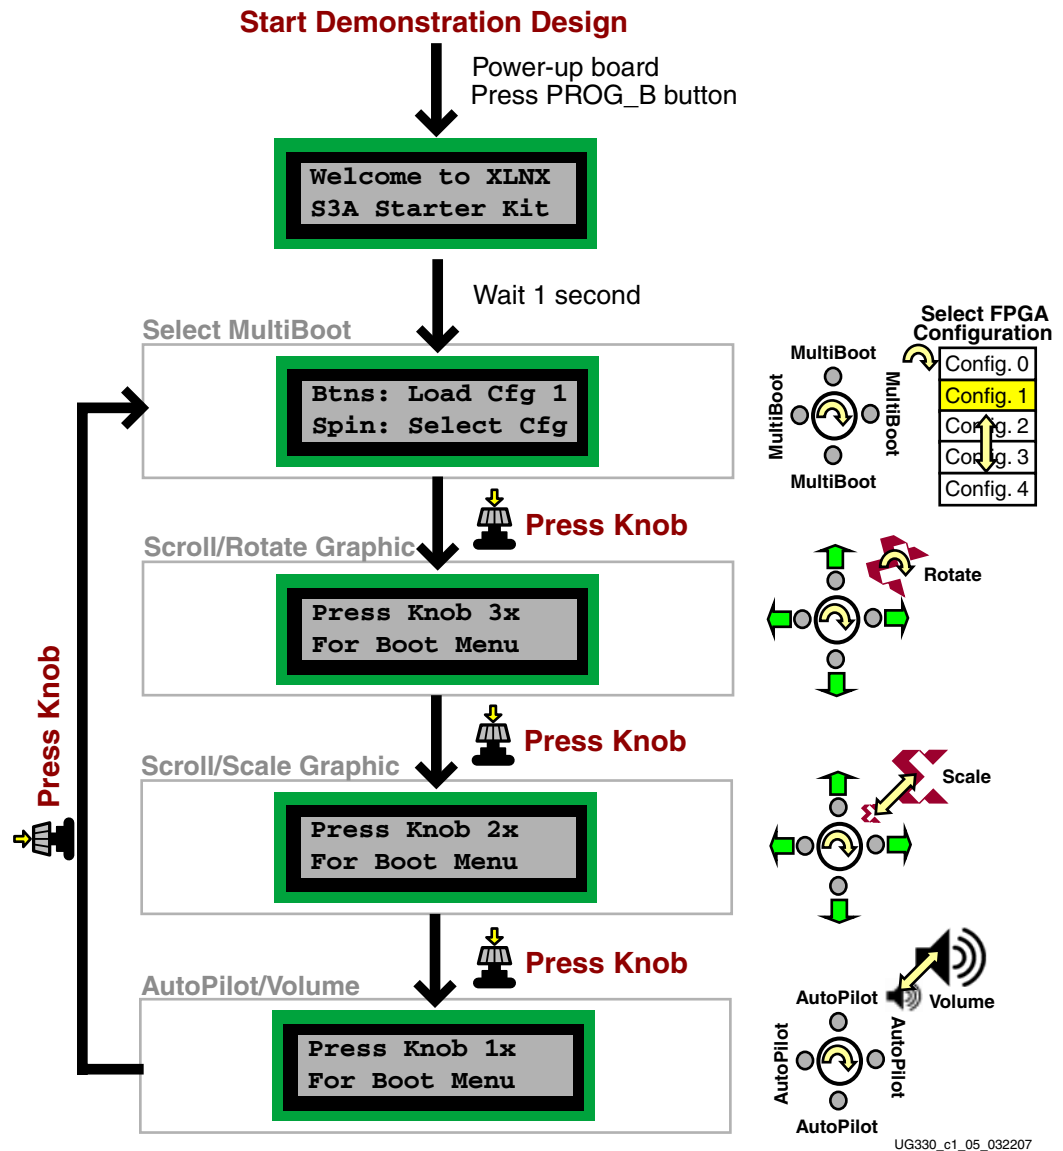 Start Demonstration Design
Power-up board
Press PROG_B button
Welcome to XLNX
S3A Starter Kit
Wait 1 second
Select MultiBoot
Btns: Load Cfg 1
Spin: Select Cfg
MultiBoot
MultiBoot
MultiBoot
MultiBoot
Select FPGA
Configuration
Config. 0
Config. 1
Config. 2
Config. 3
Config. 4
Press Knob
Scroll/Rotate Graphic
Press Knob 3x
For Boot Menu
Rotate
Press Knob
Press Knob
Scroll/Scale Graphic
Press Knob 2x
For Boot Menu
Scale
Press Knob
AutoPilot/Volume
Press Knob 1x
For Boot Menu
AutoPilot
Volume
AutoPilot
AutoPilot
AutoPilot
UG330_c1_05_032207